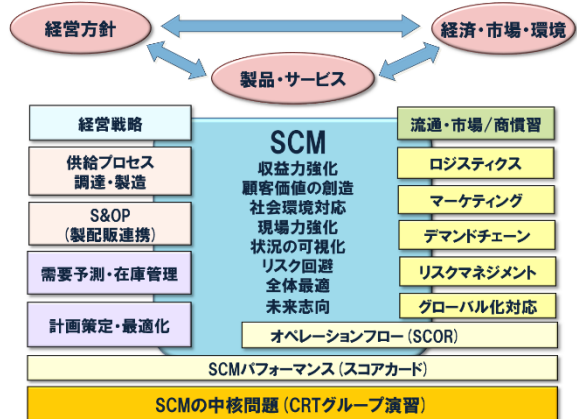 経営方針
経済・市場・環境
製品・サービス
経営戦略
供給プロセス
調達・製造
S&OP
(製配販連携)
需要予測・在庫管理
計画策定・最適化
SCM
収益力強化
顧客価値の創造
社会環境対応
現場力強化
状況の可視化
リスク回避
全体最適
未来志向
流通・市場/商慣習
ロジスティクス
マーケティング
デマンドチェーン
リスクマネジメント
グローバル化対応
オペレーションフロー(SCOR)
SCMパフォーマンス(スコアカード)
SCMの中核問題(CRTグループ演習)